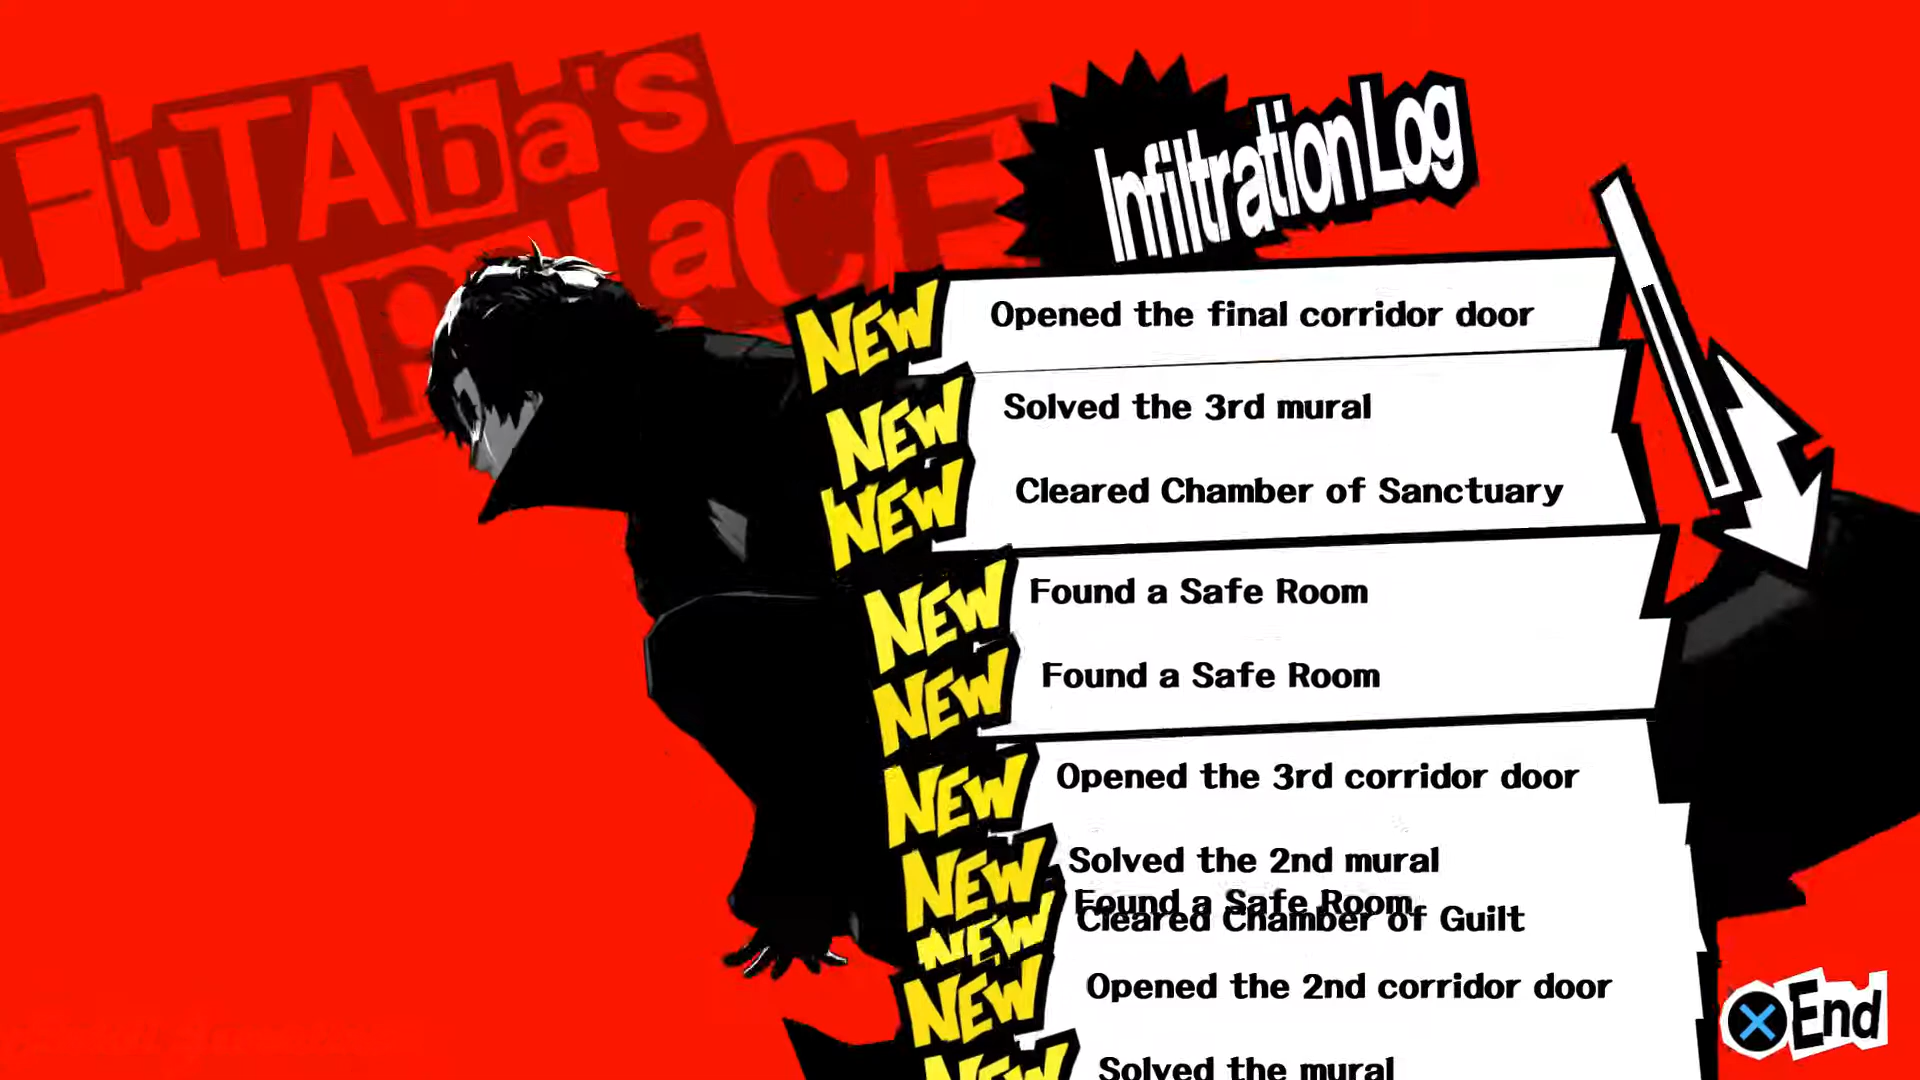 FuTAba's
pALaCE
Infiltration Log
NEW Opened the final corridor door
NEW Solved the 3rd mural
NEW Cleared Chamber of Sanctuary
NEW Found a Safe Room
NEW Found a Safe Room
NEW Opened the 3rd corridor door
NEW Solved the 2nd mural
Found a Safe Room
NEW Cleared Chamber of Guilt
NEW Opened the 2nd corridor door
NEW Solved the mural
End